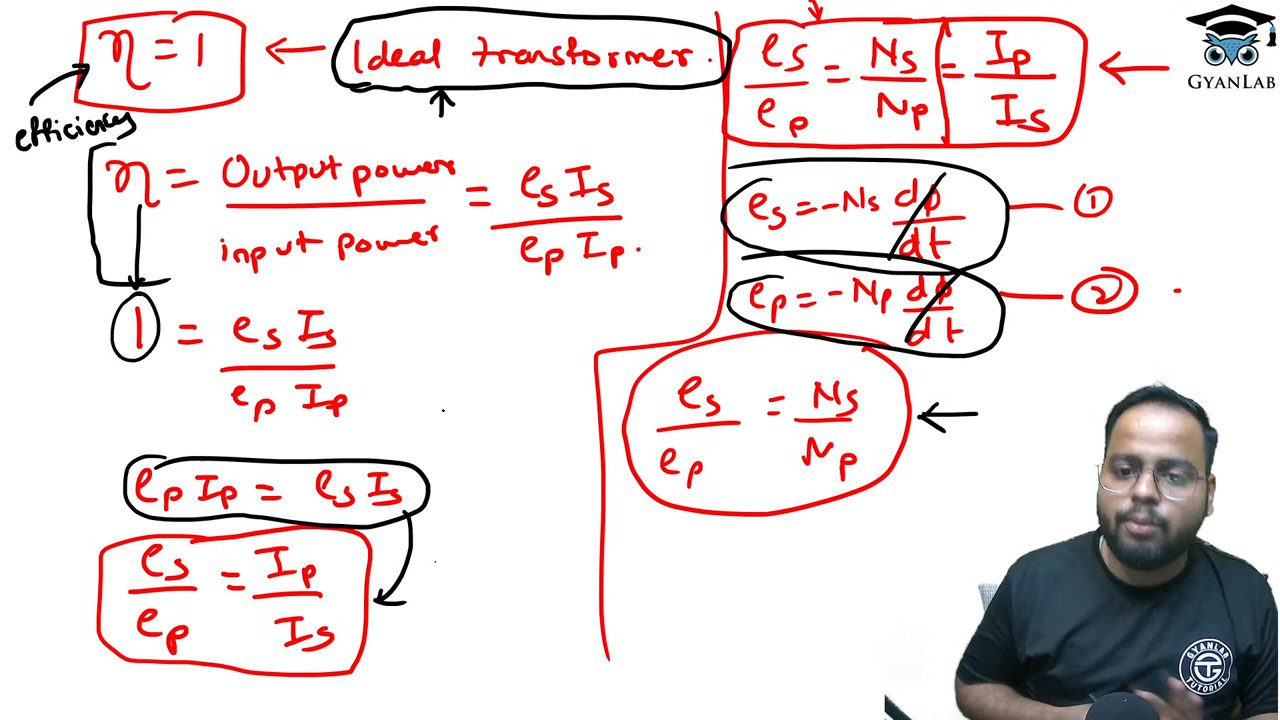 η = 1 ← Ideal transformer.
efficiency
η = Output power / input power = es Is / ep Ip.
1 = es Is / ep Ip
ep Ip = es Is
es / ep = Ip / Is
es / ep = Ns / Np = Ip / Is ←
es = -Ns dϕ / dt — ①
ep = -Np dϕ / dt — ②
es / ep = Ns / Np ←
GYANLAB
GYANLAB
TUTORIAL